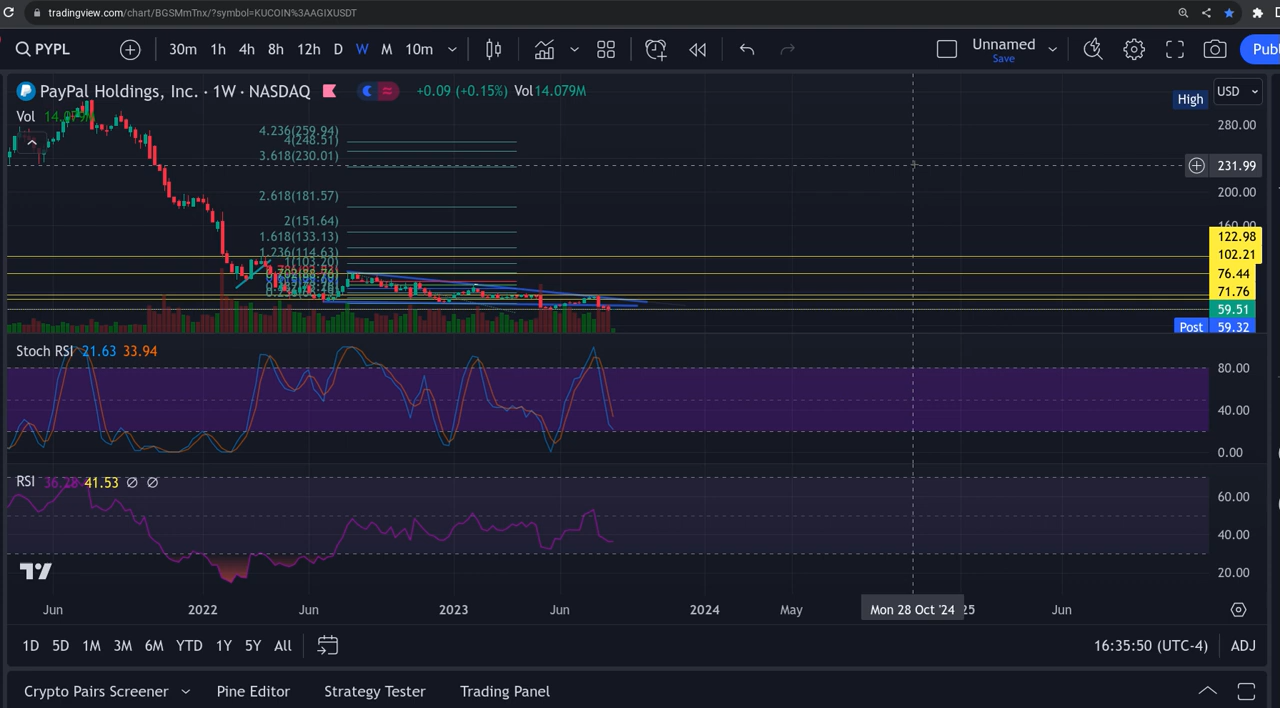 tradingview.com/chart/BGSMmTnx/?symbol=KUCOIN%3AAGIXUSDT
PYPL 30m 1h 4h 8h 12h D W M 10m Unnamed Save Publ
PayPal Holdings, Inc. · 1W · NASDAQ +0.09 (+0.15%) Vol14.079M
High USD
Vol 14.079M
280.00
4.236(259.94)
4(248.51)
3.618(230.01)
231.99
200.00
2.618(181.57)
2(151.64)
160.00
1.618(133.13)
122.98
1.236(114.63)
102.21
1(103.20)
76.44
71.76
59.51
Post 59.32
Stoch RSI 21.63 33.94
80.00
40.00
0.00
RSI 36.28 41.53 ∅ ∅
60.00
40.00
20.00
Jun 2022 Jun 2023 Jun 2024 May Mon 28 Oct '24 25 Jun
1D 5D 1M 3M 6M YTD 1Y 5Y All 16:35:50 (UTC-4) ADJ
Crypto Pairs Screener Pine Editor Strategy Tester Trading Panel